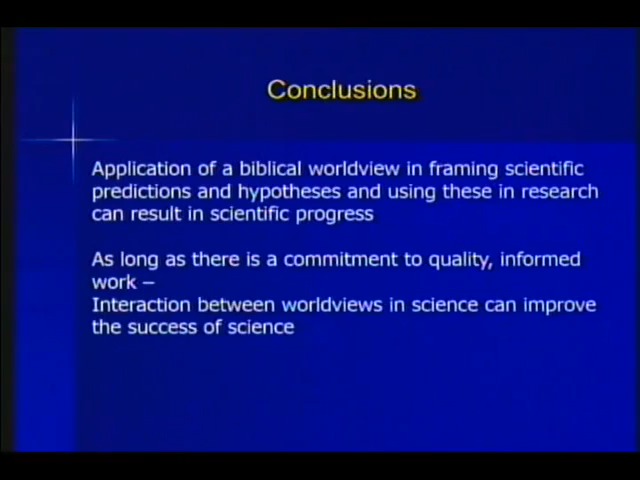 Conclusions
Application of a biblical worldview in framing scientific
predictions and hypotheses and using these in research
can result in scientific progress
As long as there is a commitment to quality, informed
work –
Interaction between worldviews in science can improve
the success of science